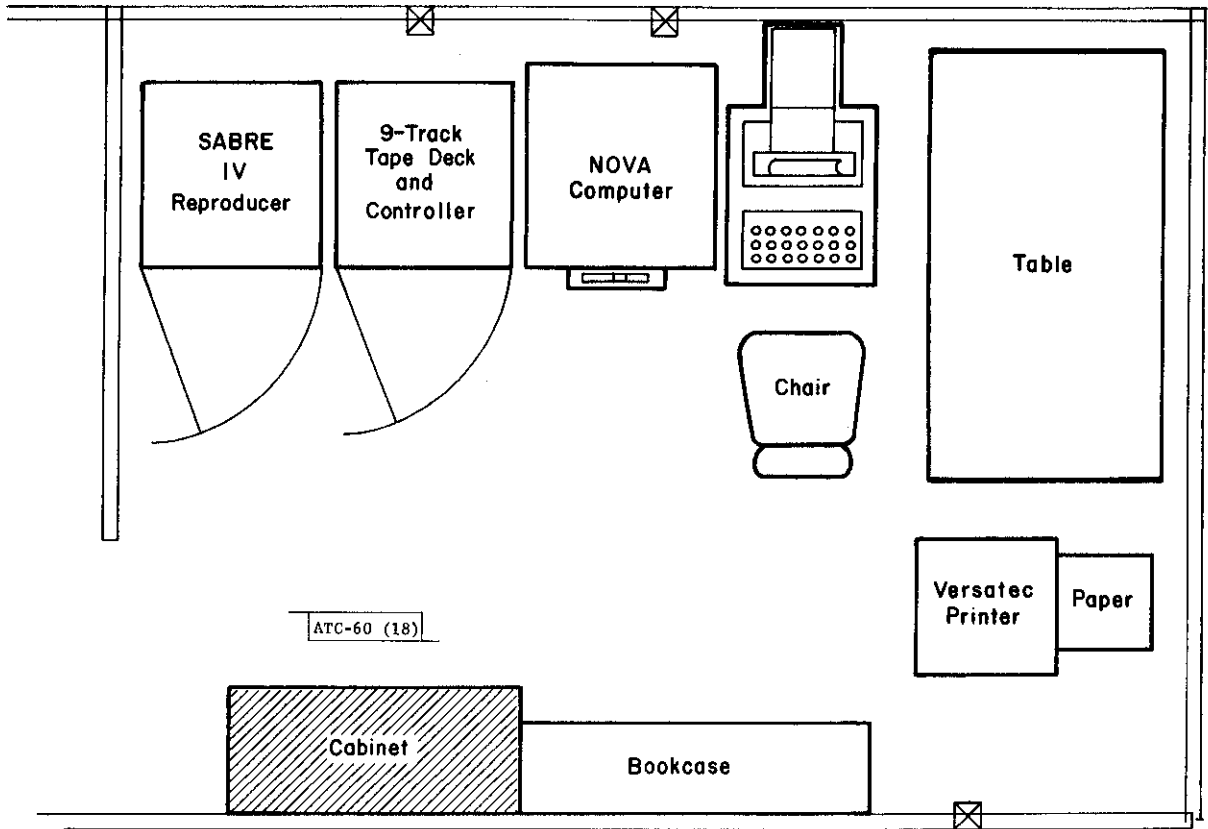 SABRE
IV
Reproducer
9-Track
Tape Deck
and
Controller
NOVA
Computer
Table
Chair
Versatec
Printer
Paper
ATC-60 (18)
Cabinet
Bookcase